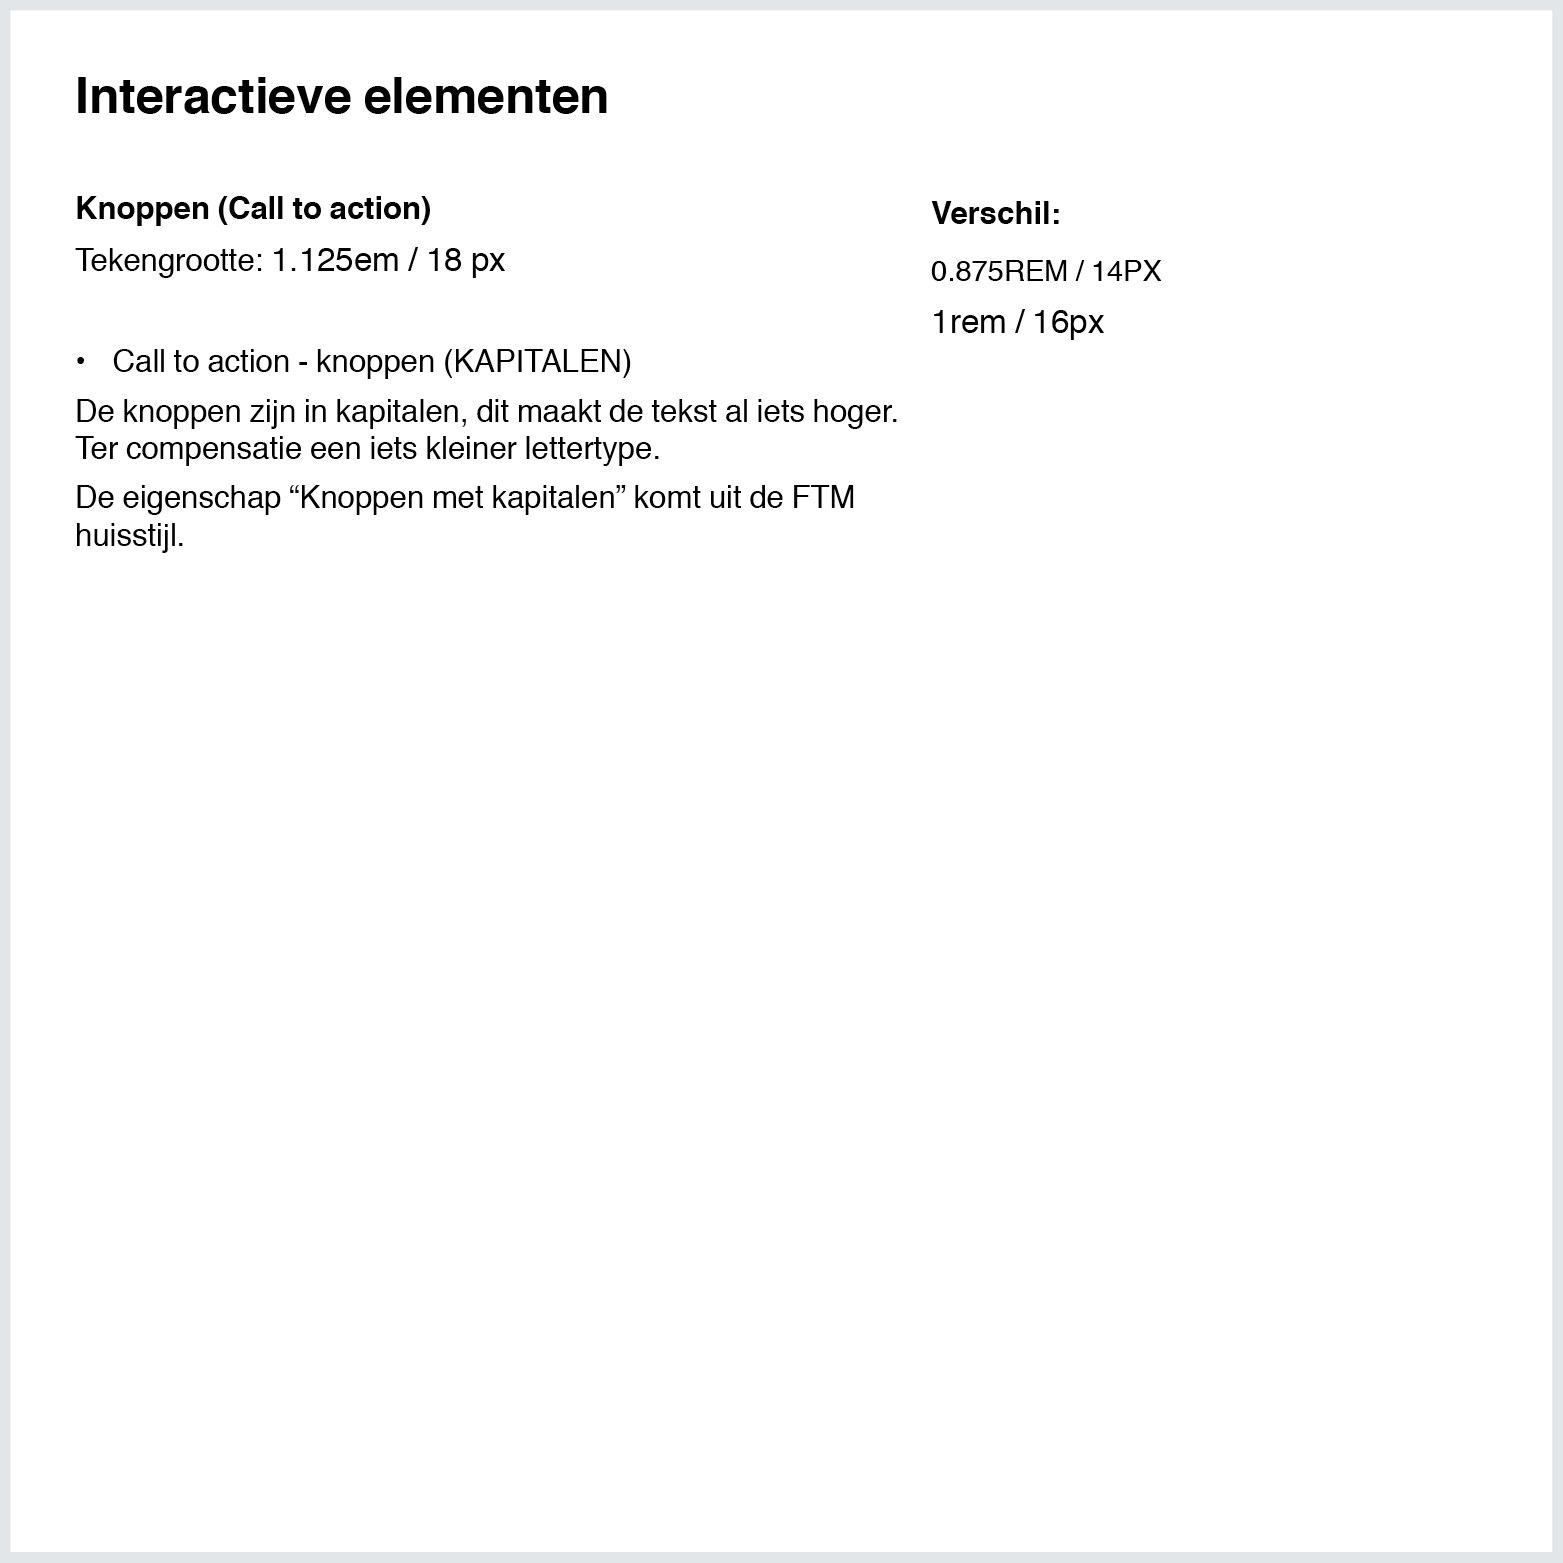 Interactieve elementen
Knoppen (Call to action)
Tekengrootte: 1.125em / 18 px
• Call to action - knoppen (KAPITALEN)
De knoppen zijn in kapitalen, dit maakt de tekst al iets hoger.
Ter compensatie een iets kleiner lettertype.
De eigenschap “Knoppen met kapitalen” komt uit de FTM
huisstijl.
Verschil:
0.875REM / 14PX
1rem / 16px